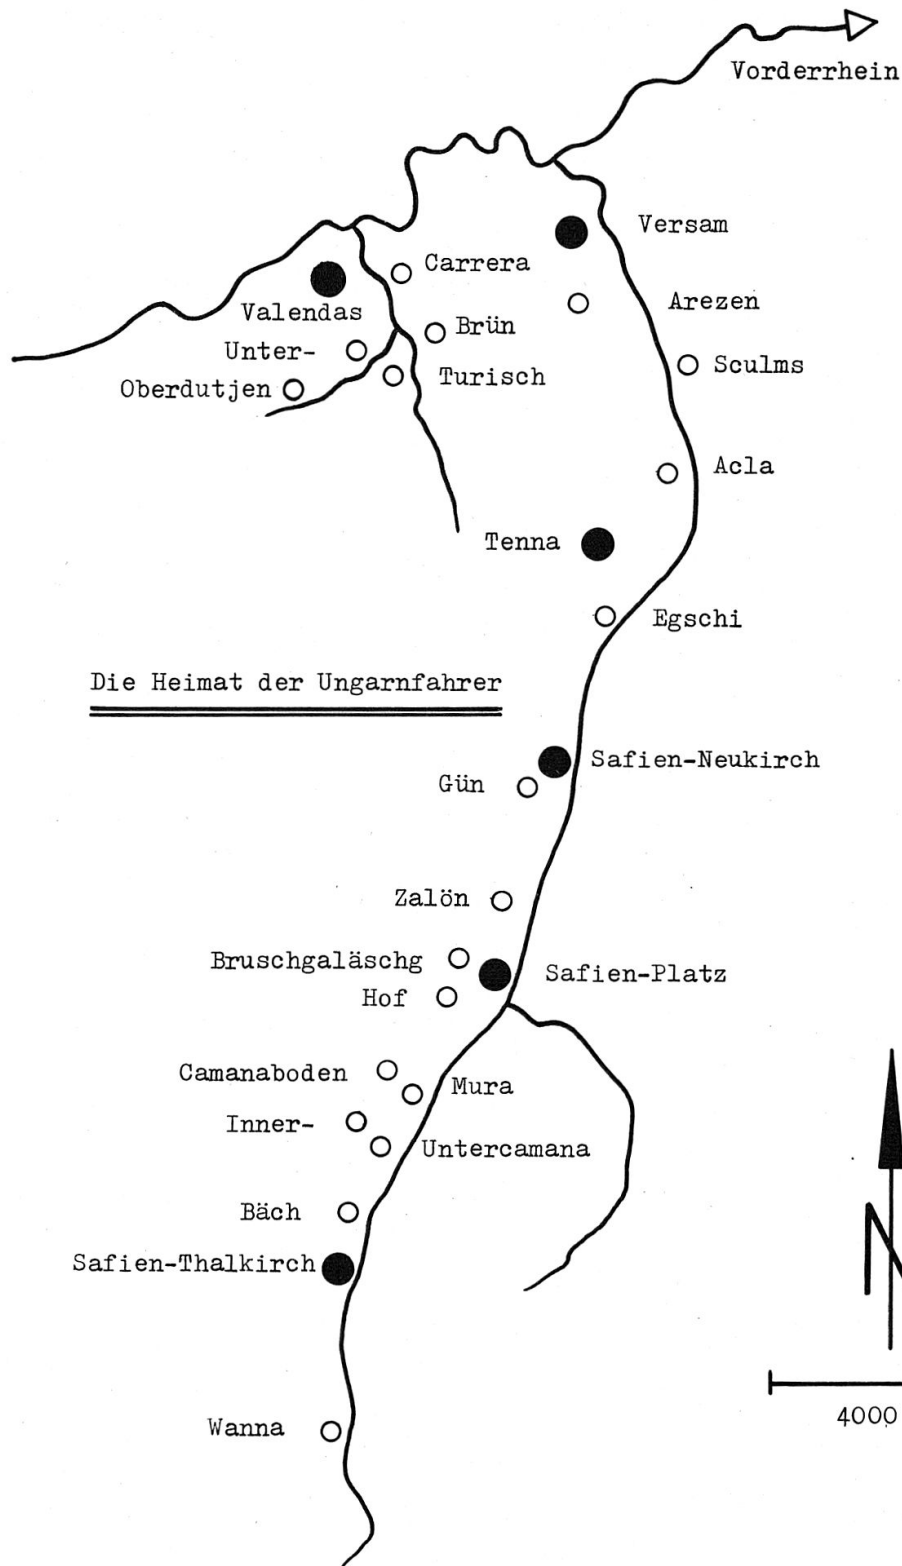 Vorderrhein
Versam
Carrera
Valendas
Arezen
Brün
Unter-
Sculms
Oberdutjen
Turisch
Acla
Tenna
Egschi
Die Heimat der Ungarnfahrer
Safien-Neukirch
Gün
Zalön
Bruschgaläschg
Safien-Platz
Hof
Camanaboden
Mura
Inner-
Untercamana
Bäch
Safien-Thalkirch
N
Wanna
4000